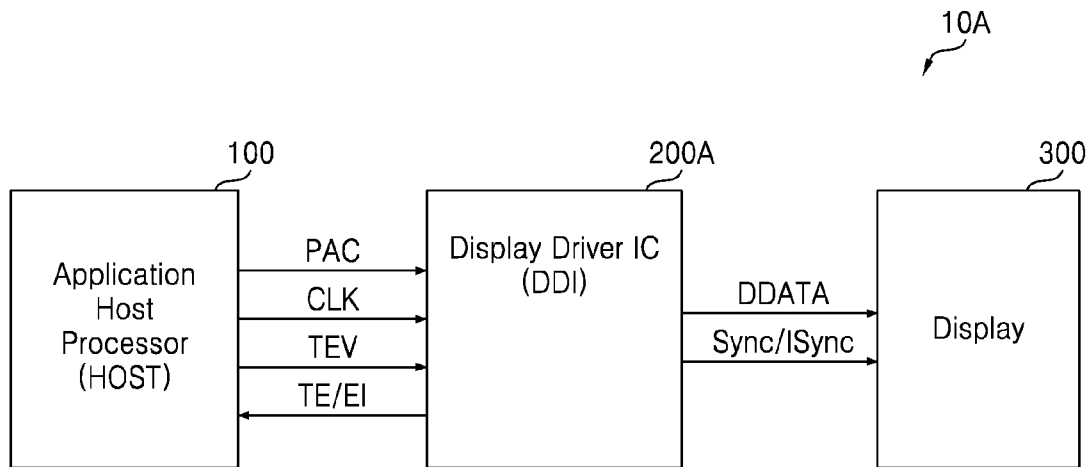 10A
100
200A
300
Application
Host
Processor
(HOST)
PAC
CLK
TEV
TE/EI
Display Driver IC
(DDI)
DDATA
Sync/ISync
Display